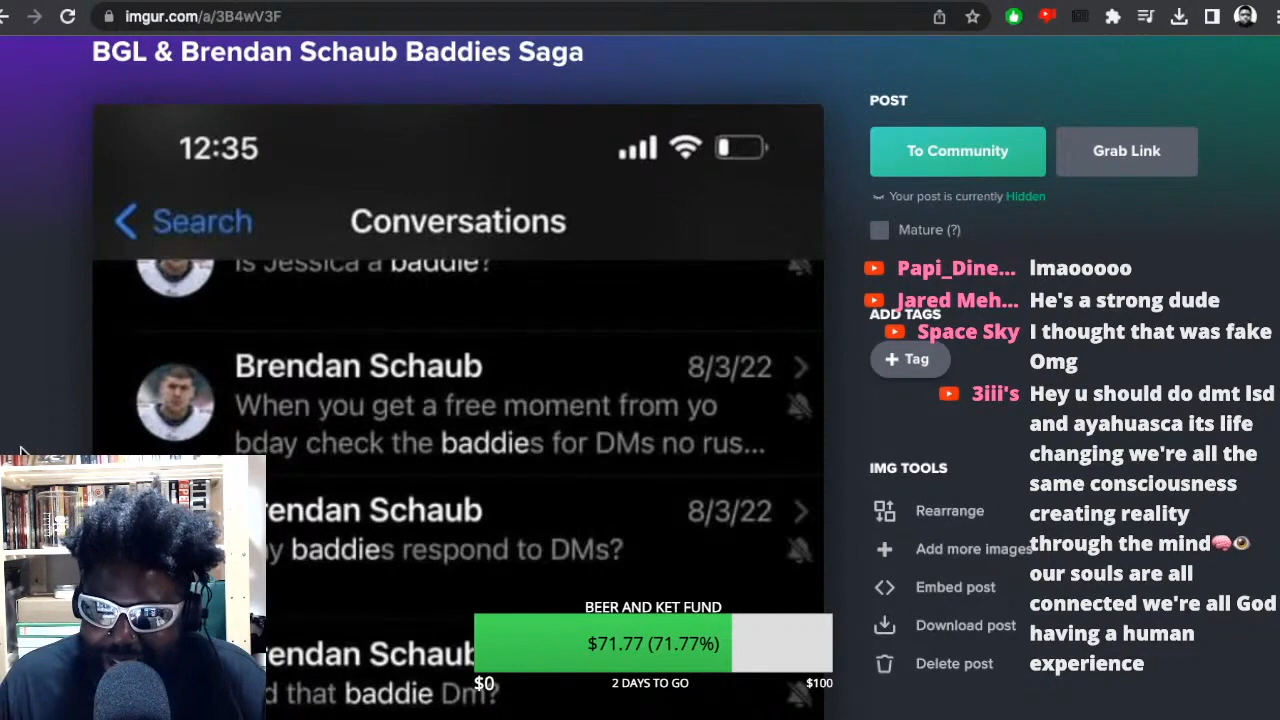 imgur.com/a/3B4wV3F
BGL & Brendan Schaub Baddies Saga
12:35
Search
Conversations
Is Jessica a baddie?
Brendan Schaub
8/3/22
When you get a free moment from yo
bday check the baddies for DMs no rus...
rendan Schaub
8/3/22
y baddies respond to DMs?
endan Schaub
d that baddie Dm?
BEER AND KET FUND
$71.77 (71.77%)
$0
2 DAYS TO GO
$100
POST
To Community
Grab Link
Your post is currently Hidden
Mature (?)
ADD TAGS
+ Tag
IMG TOOLS
Rearrange
Add more images
Embed post
Download post
Delete post
Papi_Dine... lmaooooo
Jared Meh... He's a strong dude
Space Sky I thought that was fake
Omg
3iii's Hey u should do dmt lsd
and ayahuasca its life
changing we're all the
same consciousness
creating reality
through the mind🧠👁
our souls are all
connected we're all God
having a human
experience